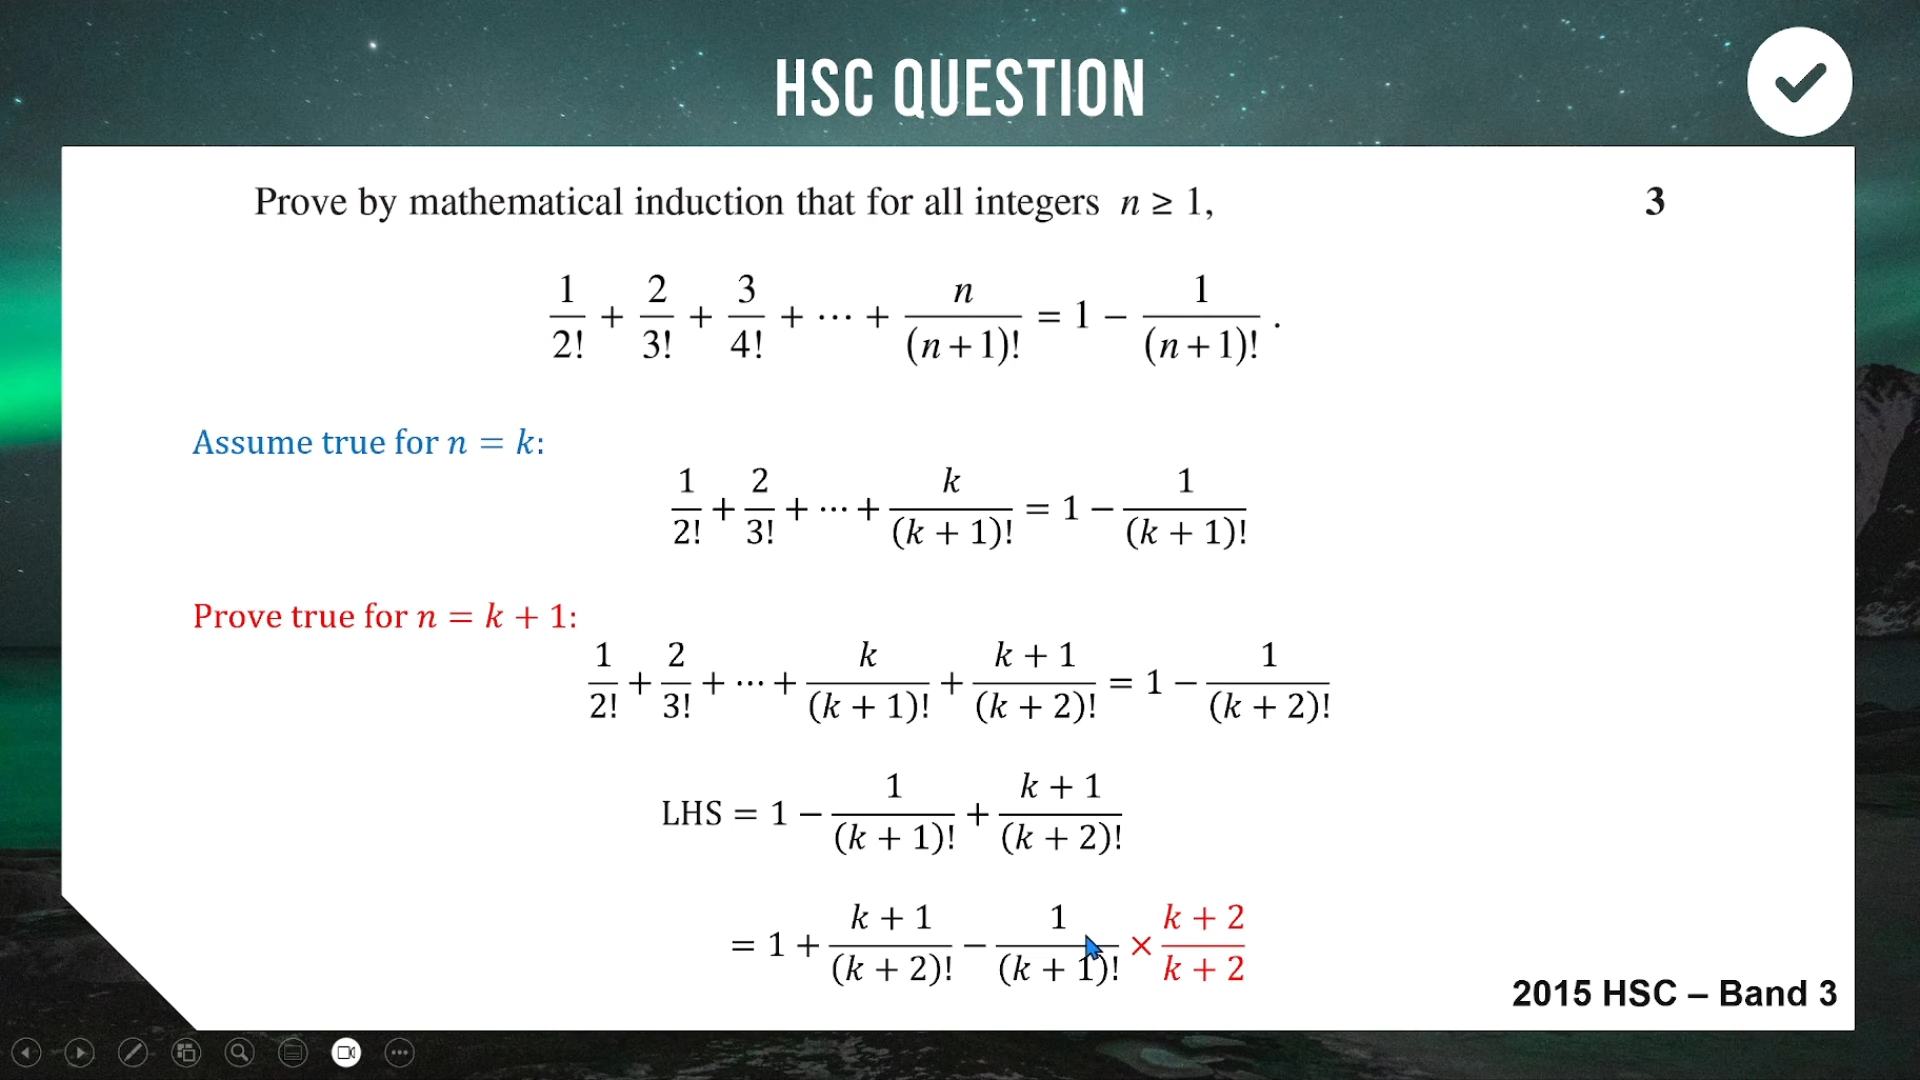 HSC QUESTION
Prove by mathematical induction that for all integers n ≥ 1, 3
1/2! + 2/3! + 3/4! + ⋯ + n/(n+1)! = 1 − 1/(n+1)! .
Assume true for n = k:
1/2! + 2/3! + ⋯ + k/(k + 1)! = 1 − 1/(k + 1)!
Prove true for n = k + 1:
1/2! + 2/3! + ⋯ + k/(k + 1)! + (k + 1)/(k + 2)! = 1 − 1/(k + 2)!
LHS = 1 − 1/(k + 1)! + (k + 1)/(k + 2)!
= 1 + (k + 1)/(k + 2)! − 1/(k + 1)! × (k + 2)/(k + 2)
2015 HSC – Band 3